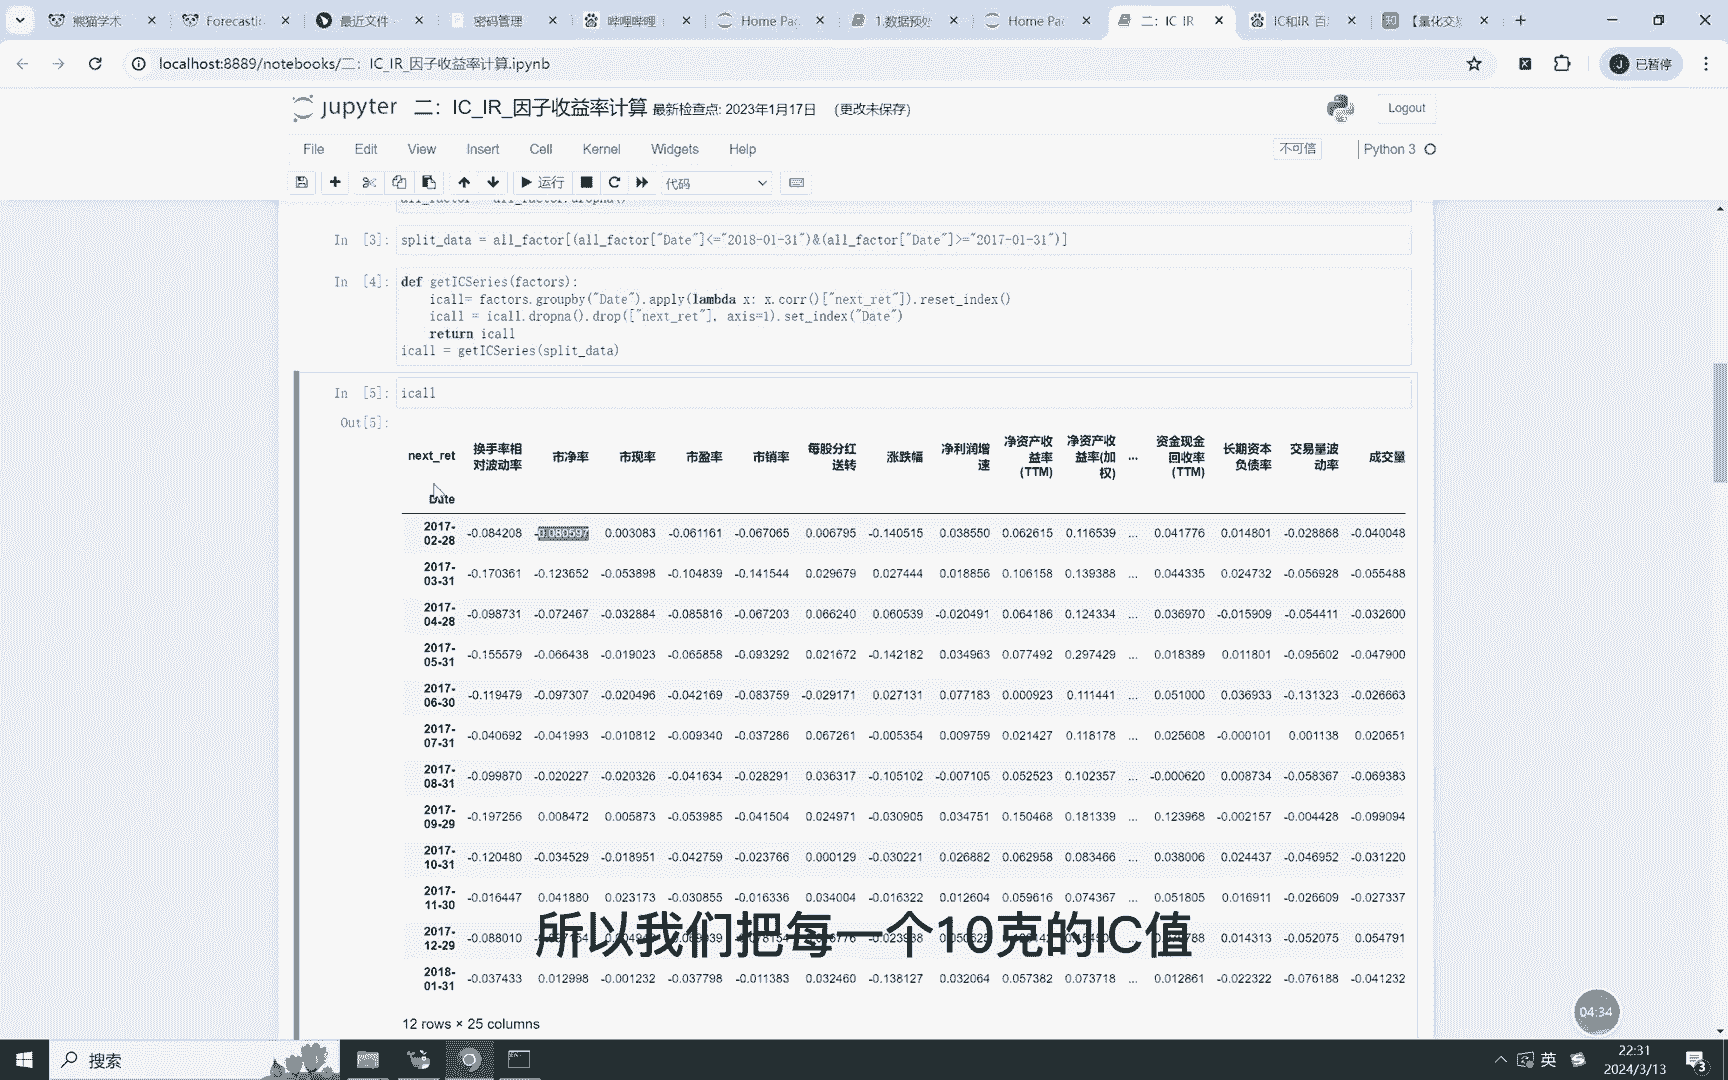 熊猫学术
Forecasti
最近文件
密码管理
哔哩哔哩
Home Pag
1.数据预处
Home Pag
二：IC_IR
IC和IR_百
【量化交易
localhost:8889/notebooks/二：IC_IR_因子收益率计算.ipynb
J 已暂停
jupyter 二：IC_IR_因子收益率计算 最新检查点: 2023年1月17日 (更改未保存)
Logout
File Edit View Insert Cell Kernel Widgets Help
不可信 Python 3
运行 代码
all_factor = all_factor.dropna()
In [3]: split_data = all_factor[(all_factor["Date"]<="2018-01-31")&(all_factor["Date"]>="2017-01-31")]
In [4]: def getICSeries(factors):
icall= factors.groupby("Date").apply(lambda x: x.corr()["next_ret"]).reset_index()
icall = icall.dropna().drop(["next_ret"], axis=1).set_index("Date")
return icall
icall = getICSeries(split_data)
In [5]: icall
Out[5]:
next_ret 换手率相对波动率 市净率 市现率 市盈率 市销率 每股分红送转 涨跌幅 净利润增速 净资产收益率(TTM) 净资产收益率(加权) ... 资金现金回收率(TTM) 长期资本负债率 交易量波动率 成交量
Date
2017-02-28 -0.084208 -0.080597 0.003083 -0.061161 -0.067065 0.006795 -0.140515 0.038550 0.062615 0.116539 ... 0.041776 0.014801 -0.028868 -0.040048
2017-03-31 -0.170361 -0.123652 -0.053898 -0.104839 -0.141544 0.029679 0.027444 0.018856 0.106158 0.139388 ... 0.044335 0.024732 -0.056928 -0.055488
2017-04-28 -0.098731 -0.072467 -0.032884 -0.085816 -0.067203 0.066240 0.060539 -0.020491 0.064186 0.124334 ... 0.036970 -0.015909 -0.054411 -0.032600
2017-05-31 -0.155579 -0.066438 -0.019023 -0.065858 -0.093292 0.021672 -0.142182 0.034963 0.077492 0.297429 ... 0.018389 0.011801 -0.095602 -0.047900
2017-06-30 -0.119479 -0.097307 -0.020496 -0.042169 -0.083759 -0.029171 0.027131 0.077183 0.000923 0.111441 ... 0.051000 0.036933 -0.131323 -0.026663
2017-07-31 -0.040692 -0.041993 -0.010812 -0.009340 -0.037286 0.067261 -0.005354 0.009759 0.021427 0.118178 ... 0.025608 -0.000101 0.001138 0.020651
2017-08-31 -0.099870 -0.020227 -0.020326 -0.041634 -0.028291 0.036317 -0.105102 -0.007105 0.052523 0.102357 ... -0.000620 0.008734 -0.058367 -0.069383
2017-09-29 -0.197256 0.008472 0.005873 -0.053985 -0.041504 0.024971 -0.030905 0.034751 0.150468 0.181339 ... 0.123968 -0.002157 -0.004428 -0.099094
2017-10-31 -0.120480 -0.034529 -0.018951 -0.042759 -0.023766 0.000129 -0.030221 0.026882 0.062958 0.083466 ... 0.038006 0.024437 -0.046952 -0.031220
2017-11-30 -0.016447 0.041880 0.023173 -0.030855 -0.016336 0.034004 -0.016322 0.012604 0.059616 0.074367 ... 0.051805 0.016911 -0.026609 -0.027337
2017-12-29 -0.088010 0.014313 -0.052075 0.054791
所以我们把每一个10克的IC值
2018-01-31 -0.037433 0.012998 -0.001232 -0.037798 -0.011383 0.032460 -0.138127 0.032064 0.057382 0.073718 ... 0.012861 -0.022322 -0.076188 -0.041232
12 rows × 25 columns
04:34
搜索
英
22:31
2024/3/13
3